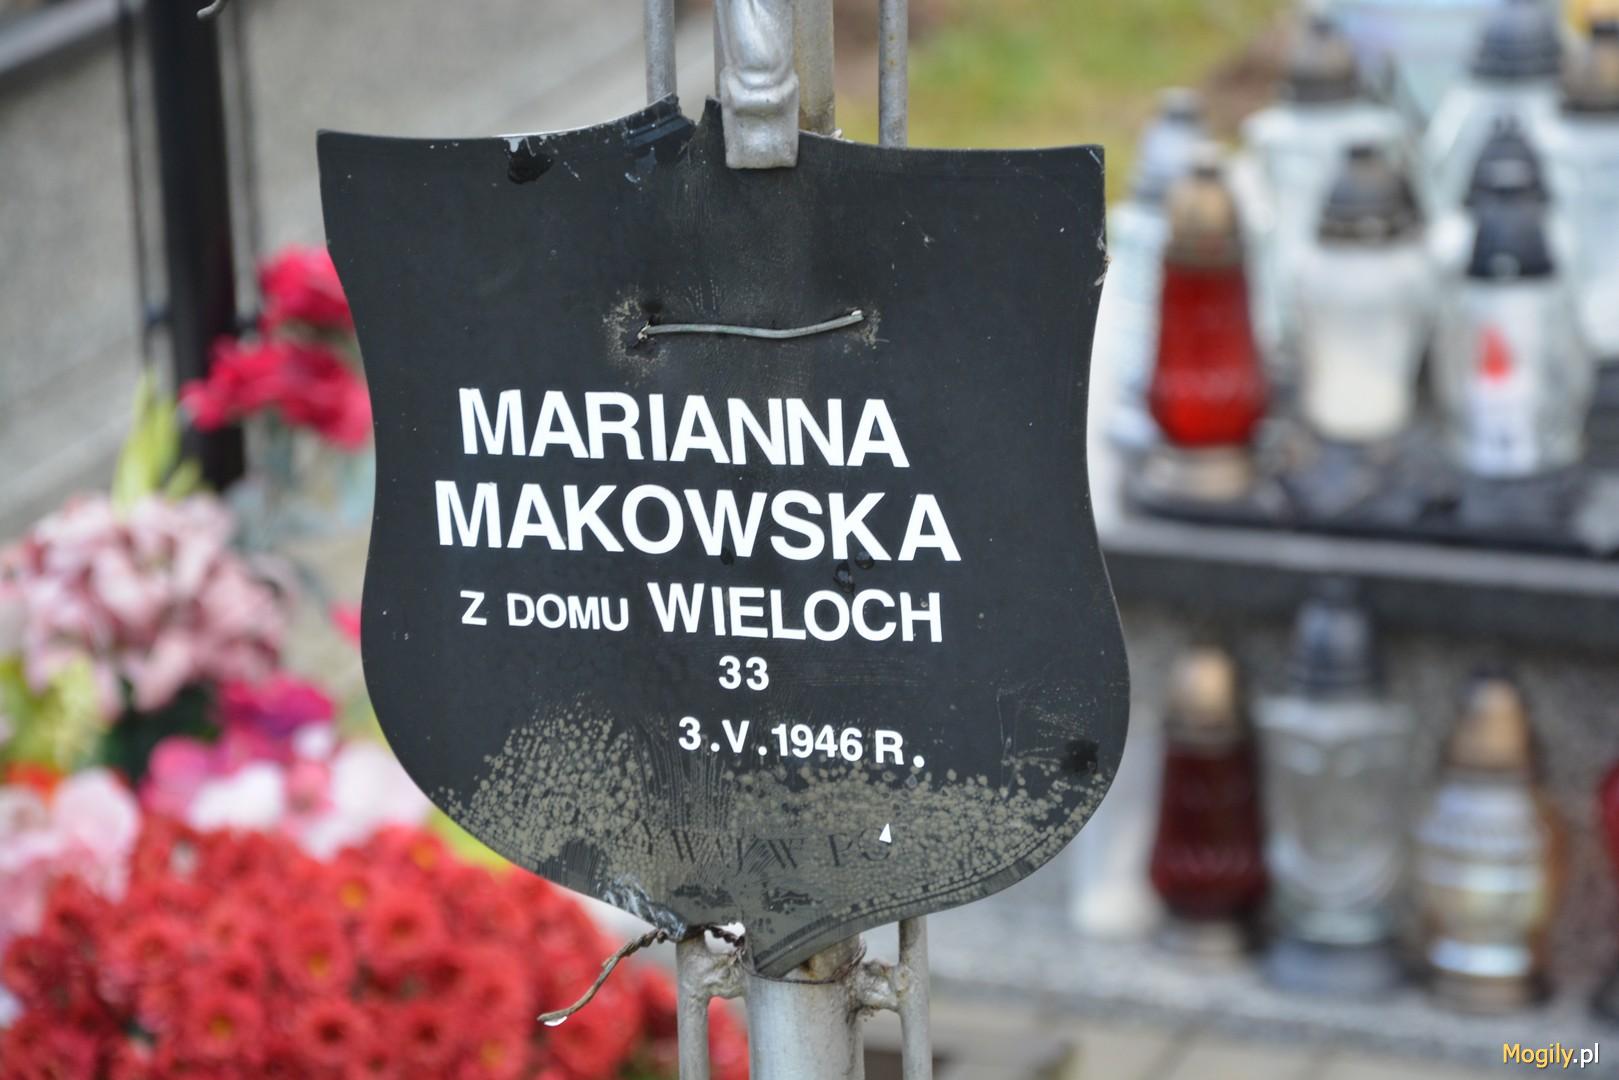 MARIANNA
MAKOWSKA
Z DOMU WIELOCH
33
3.V.1946 R.
Mogily.pl